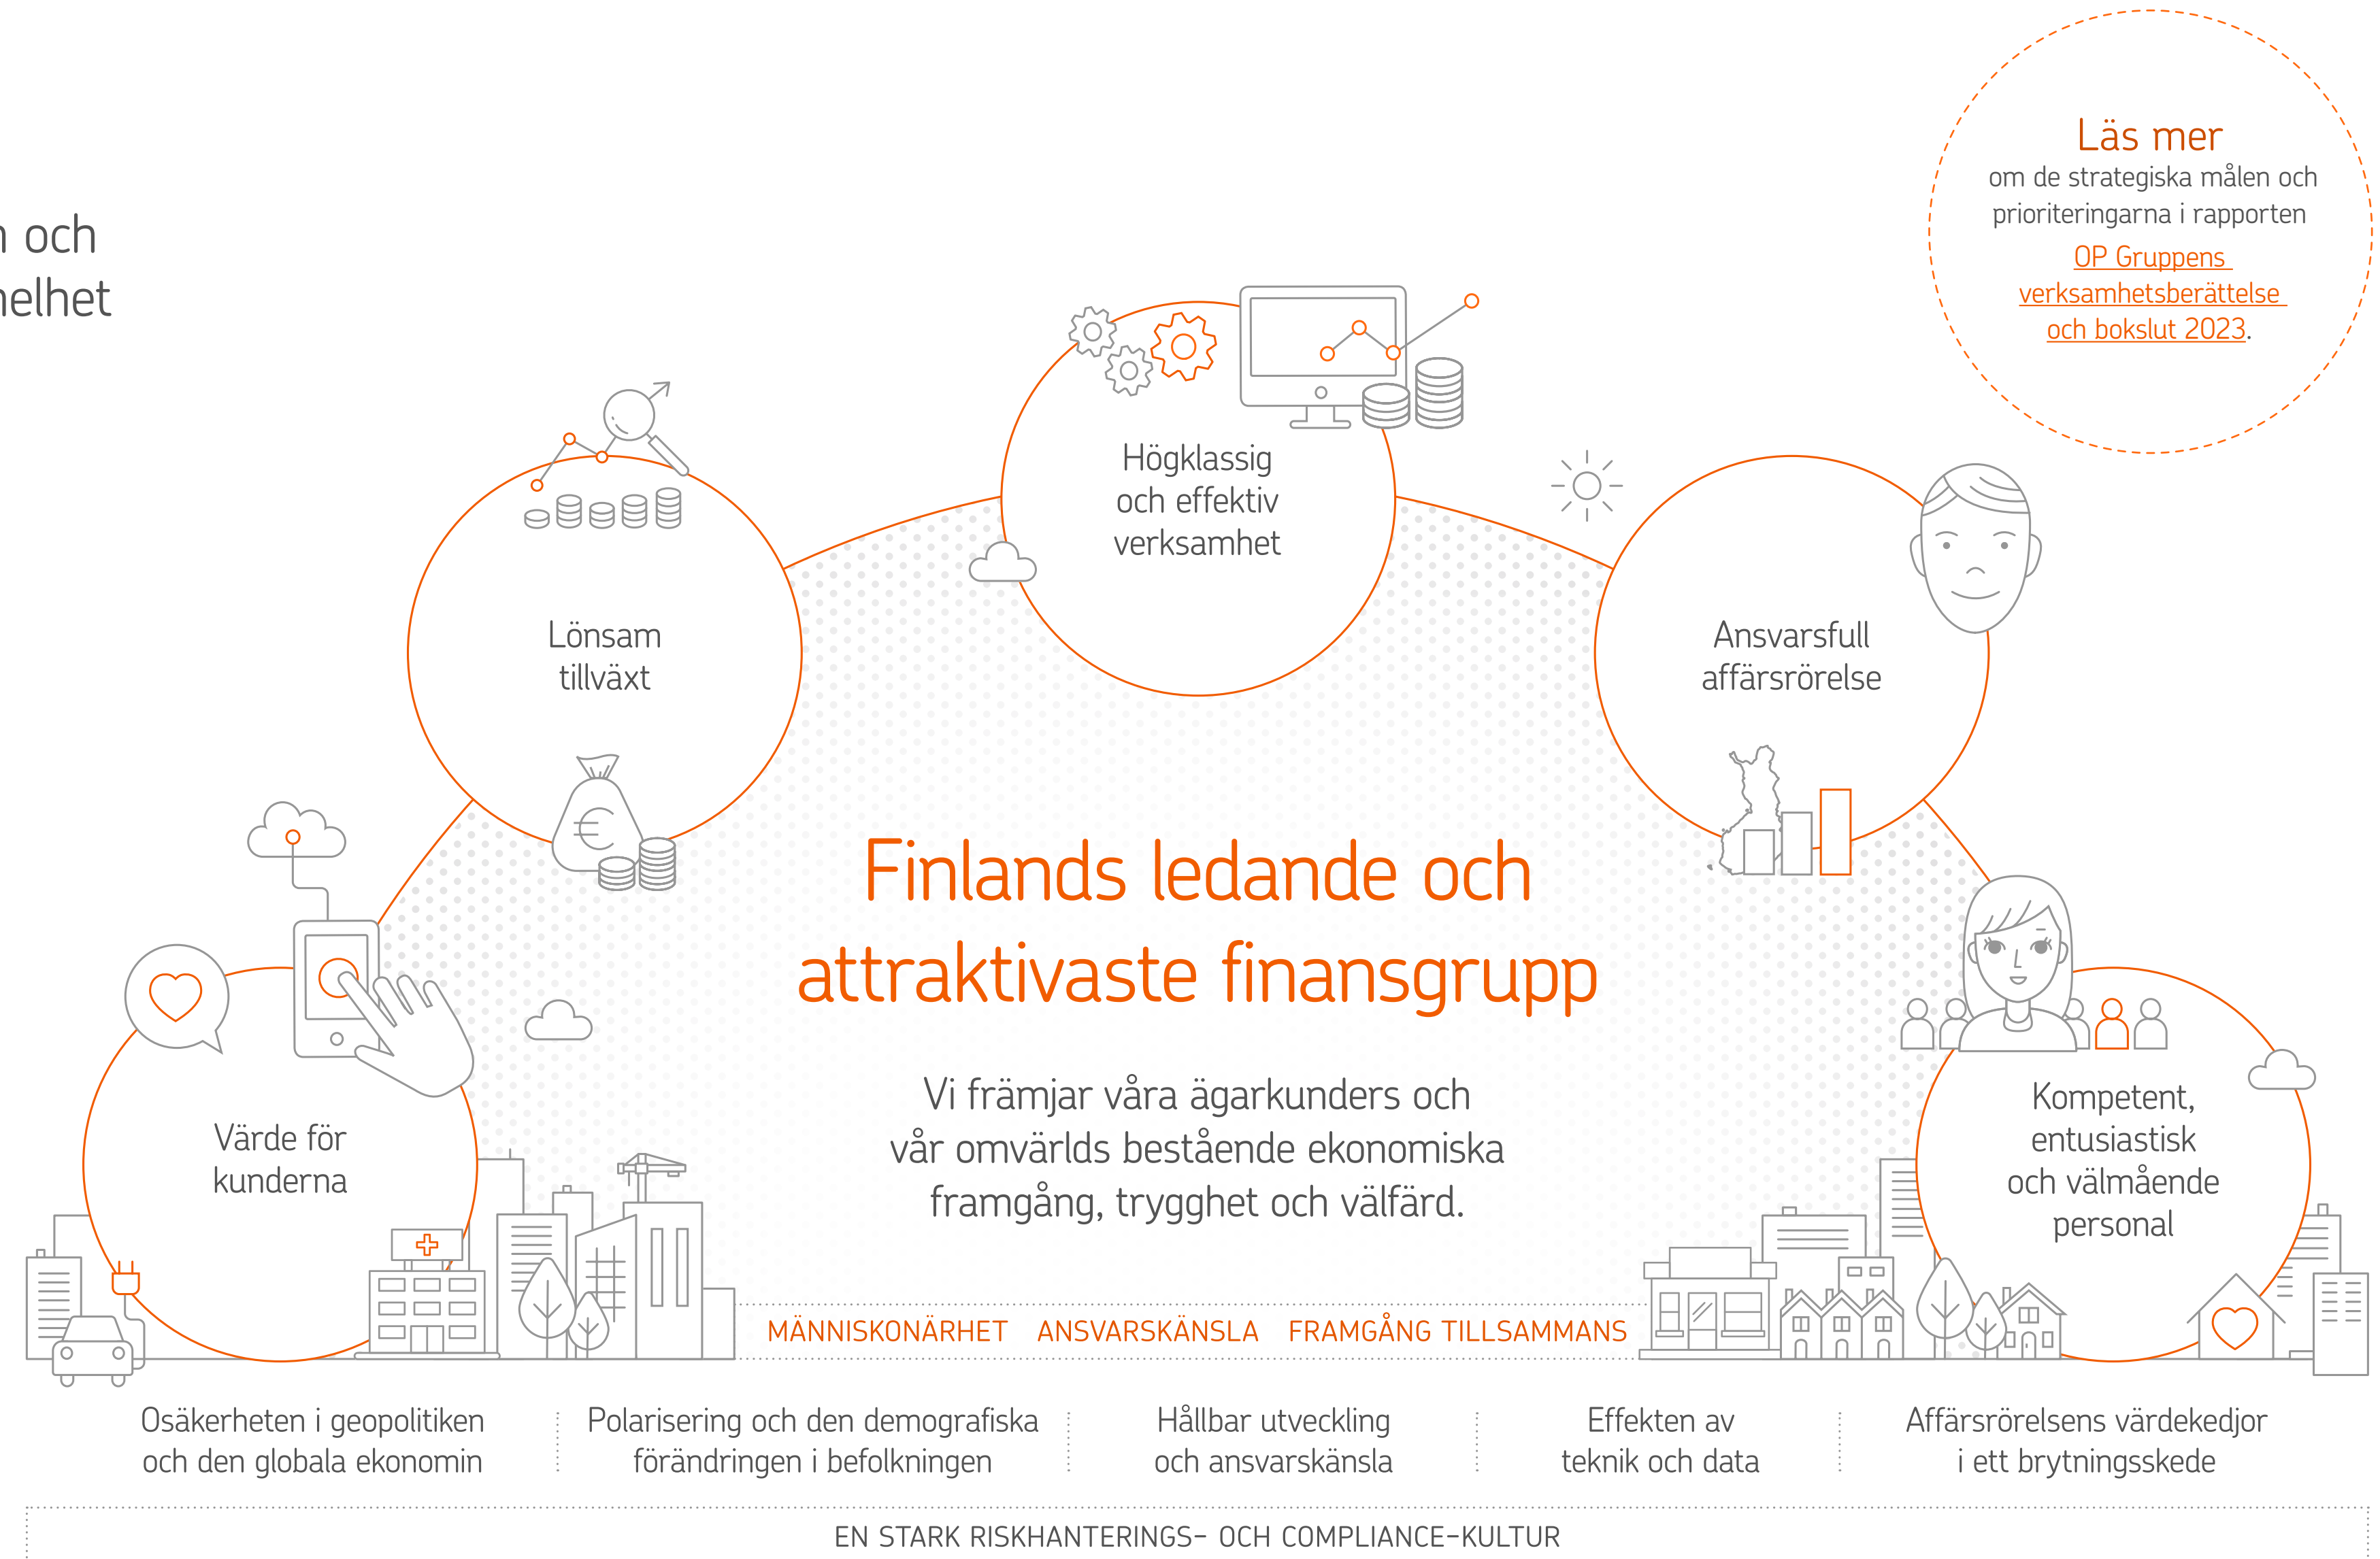 och
Läs mer
om de strategiska målen och
prioriteringarna i rapporten
OP Gruppens
verksamhetsberättelse
och bokslut 2023.
Högklassig
och effektiv
verksamhet
Lönsam
tillväxt
Ansvarsfull
affärsrörelse
Finlands ledande och
attraktivaste finansgrupp
Vi främjar våra ägarkunders och
vår omvärlds bestående ekonomiska
framgång, trygghet och välfärd.
Värde för
kunderna
Kompetent,
entusiastisk
och välmående
personal
MÄNNISKONÄRHET ANSVARSKÄNSLA FRAMGÅNG TILLSAMMANS
Osäkerheten i geopolitiken
och den globala ekonomin
Polarisering och den demografiska
förändringen i befolkningen
Hållbar utveckling
och ansvarskänsla
Effekten av
teknik och data
Affärsrörelsens värdekedjor
i ett brytningsskede
EN STARK RISKHANTERINGS- OCH COMPLIANCE-KULTUR